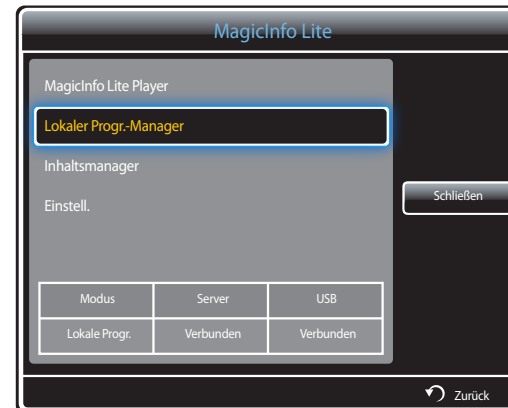 MagicInfo Lite
MagicInfo Lite Player
Lokaler Progr.-Manager
Inhaltsmanager
Einstell.
Schließen
Modus Server USB
Lokale Progr. Verbunden Verbunden
Zurück